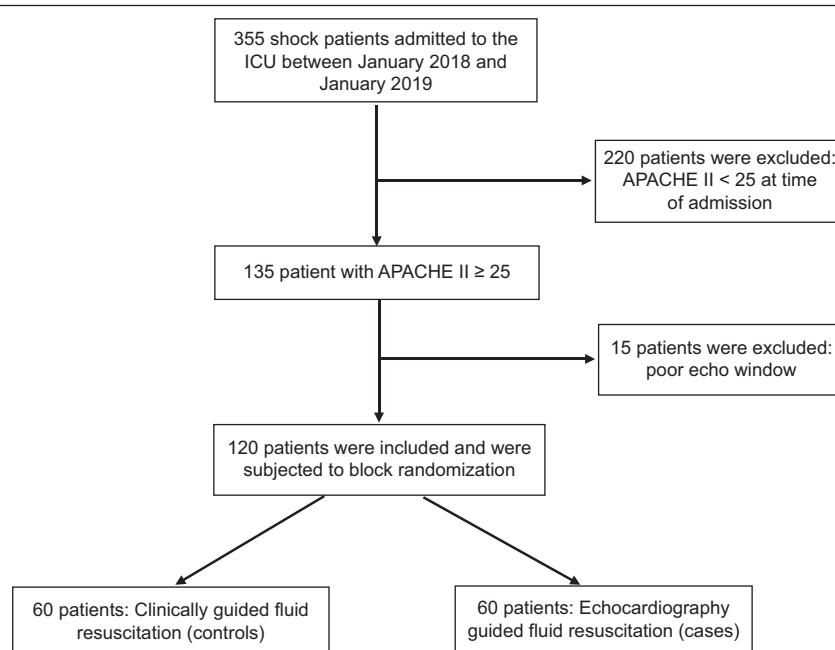 355 shock patients admitted to the
ICU between January 2018 and
January 2019
220 patients were excluded:
APACHE II < 25 at time
of admission
135 patient with APACHE II ≥ 25
15 patients were excluded:
poor echo window
120 patients were included and were
subjected to block randomization
60 patients: Clinically guided fluid
resuscitation (controls)
60 patients: Echocardiography
guided fluid resuscitation (cases)